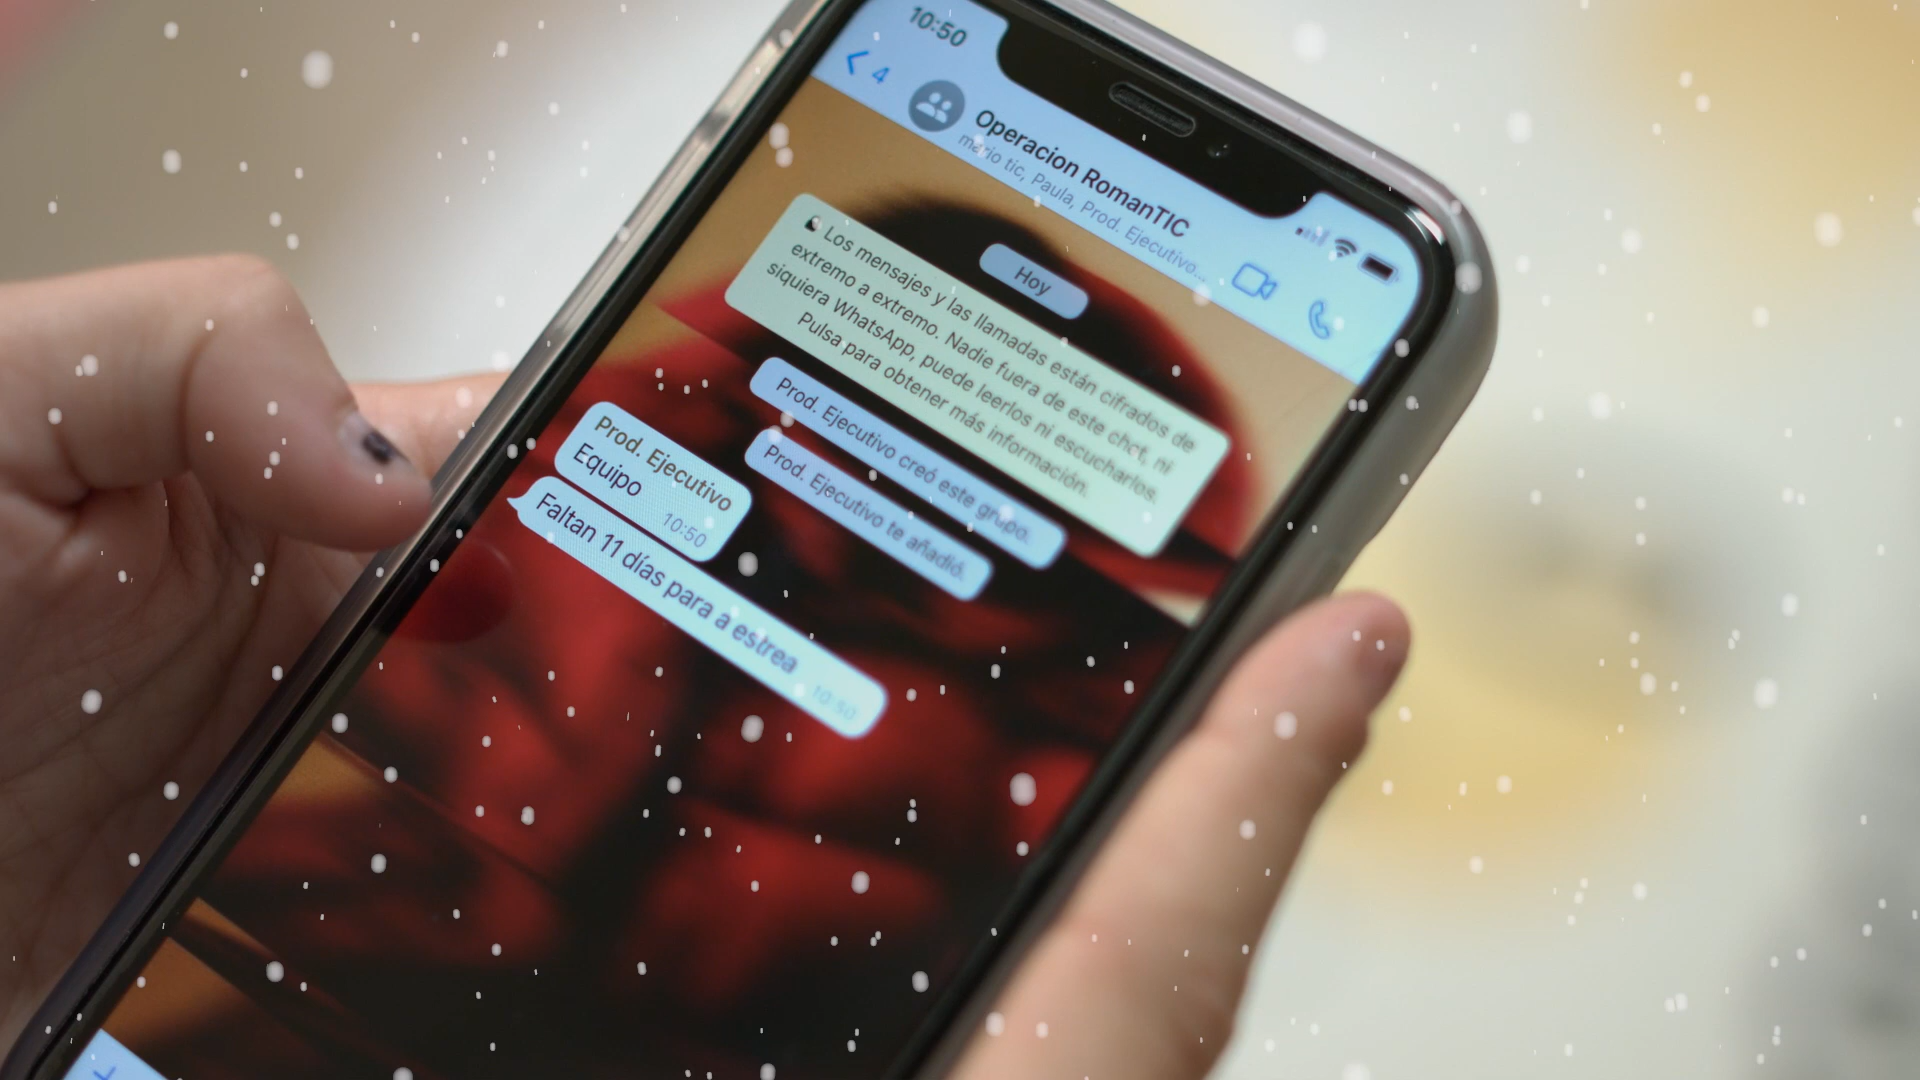 10:50
4
Operacion RomanTIC
mario tic, Paula, Prod. Ejecutivo...
Hoy
Los mensajes y las llamadas están cifrados de
extremo a extremo. Nadie fuera de este chat, ni
siquiera WhatsApp, puede leerlos ni escucharlos.
Pulsa para obtener más información.
Prod. Ejecutivo creó este grupo.
Prod. Ejecutivo te añadió.
Prod. Ejecutivo
Equipo
10:50
Faltan 11 días para a estrea
10:50